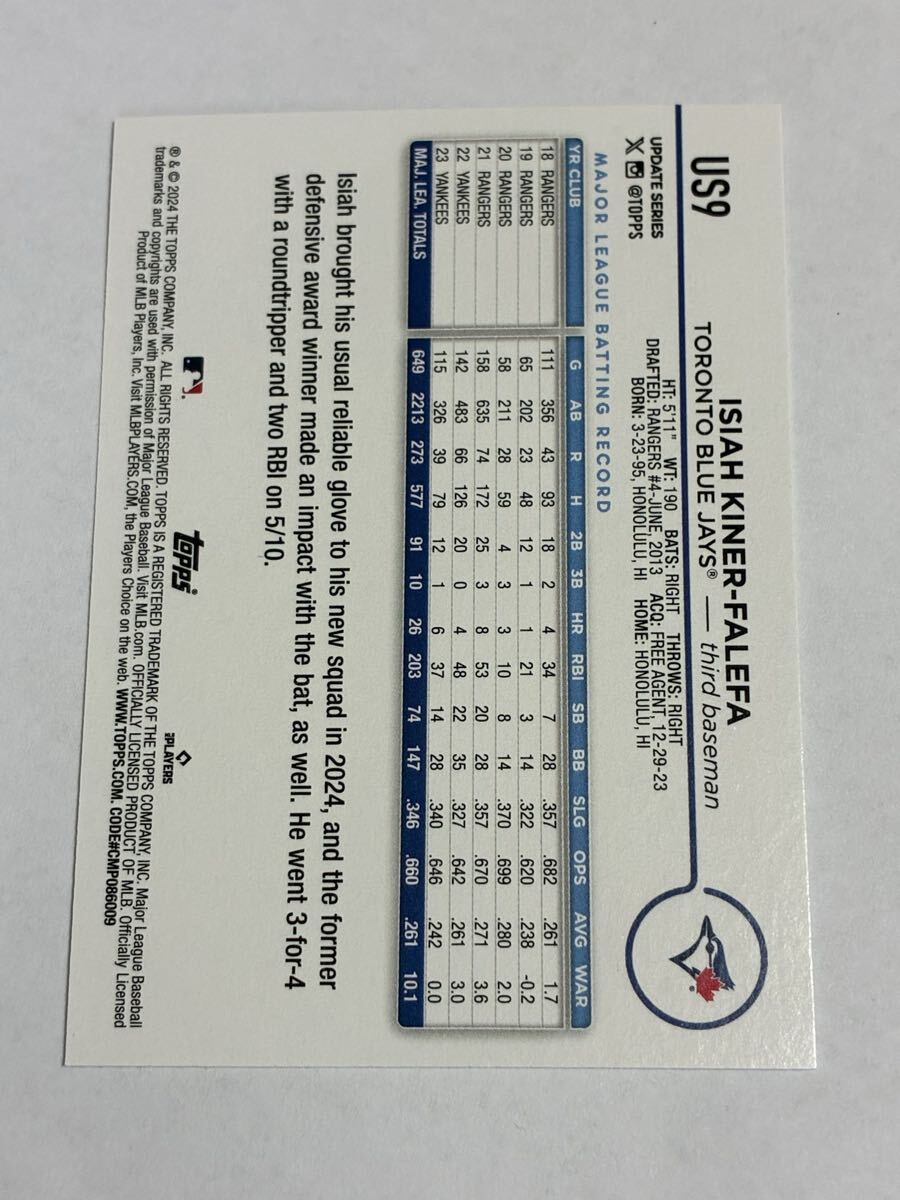 US9
ISIAH KINER-FALEFA
TORONTO BLUE JAYS® — third baseman
UPDATE SERIES
@TOPPS
HT: 5'11" WT: 190 BATS: RIGHT THROWS: RIGHT
DRAFTED: RANGERS #4-JUNE, 2013 ACQ: FREE AGENT, 12-29-23
BORN: 3-23-95, HONOLULU, HI HOME: HONOLULU, HI
MAJOR LEAGUE BATTING RECORD
YR CLUB G AB R H 2B 3B HR RBI SB BB SLG OPS AVG WAR
18 RANGERS 111 356 43 93 18 2 4 34 7 28 .357 .682 .261 1.7
19 RANGERS 65 202 23 48 12 1 1 21 3 14 .322 .620 .238 -0.2
20 RANGERS 58 211 28 59 4 3 3 10 8 14 .370 .699 .280 2.0
21 RANGERS 158 635 74 172 25 3 8 53 20 28 .357 .670 .271 3.6
22 YANKEES 142 483 66 126 20 0 4 48 22 35 .327 .642 .261 3.0
23 YANKEES 115 326 39 79 12 1 6 37 14 28 .340 .646 .242 0.0
MAJ. LEA. TOTALS 649 2213 273 577 91 10 26 203 74 147 .346 .660 .261 10.1
Isiah brought his usual reliable glove to his new squad in 2024, and the former
defensive award winner made an impact with the bat, as well. He went 3-for-4
with a roundtripper and two RBI on 5/10.
topps®
PLAYERS
® & © 2024 THE TOPPS COMPANY, INC. ALL RIGHTS RESERVED. TOPPS IS A REGISTERED TRADEMARK OF THE TOPPS COMPANY, INC. Major League Baseball
trademarks and copyrights are used with permission of Major League Baseball. Visit MLB.com. OFFICIALLY LICENSED PRODUCT OF MLB. Officially Licensed
Product of MLB Players, Inc. Visit MLBPLAYERS.COM, the Players Choice on the web. WWW.TOPPS.COM. CODE#CMP086009